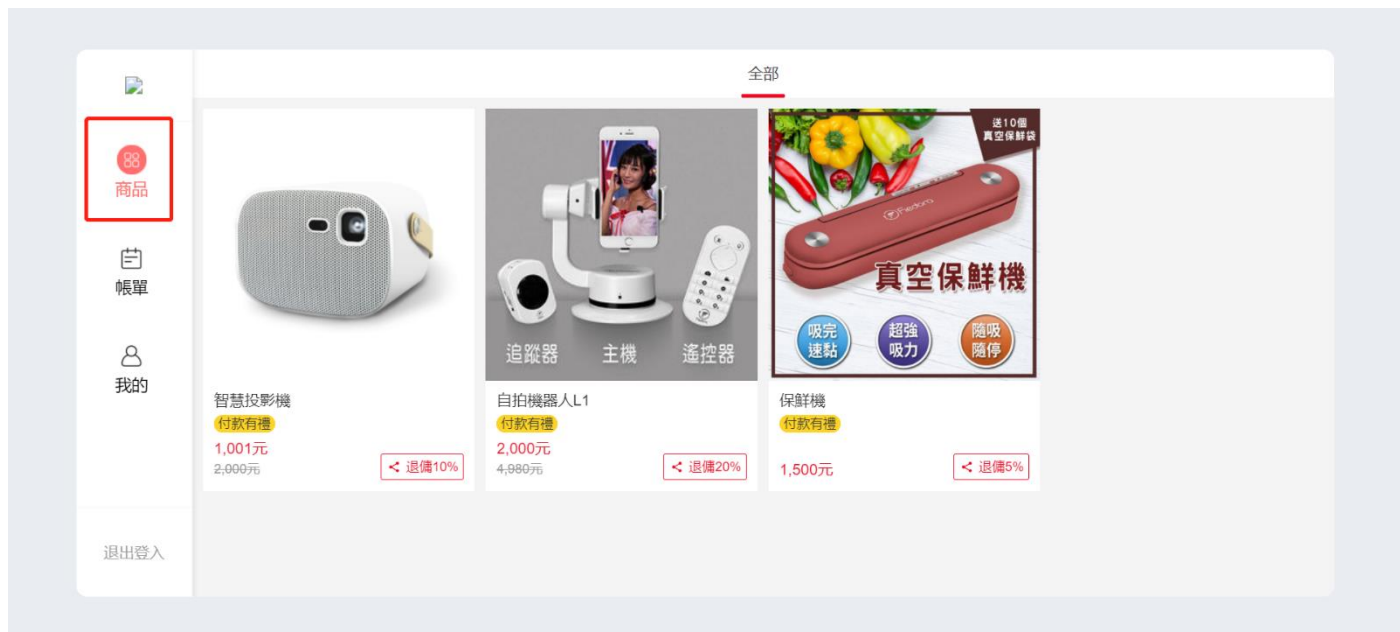 全部
商品
帳單
我的
退出登入
追蹤器 主機 遙控器
送10個
真空保鮮袋
Fiedora
真空保鮮機
吸完
速黏
超強
吸力
隨吸
隨停
智慧投影機
付款有禮
1,001元
2,000元
退傭10%
自拍機器人L1
付款有禮
2,000元
4,980元
退傭20%
保鮮機
付款有禮
1,500元
退傭5%